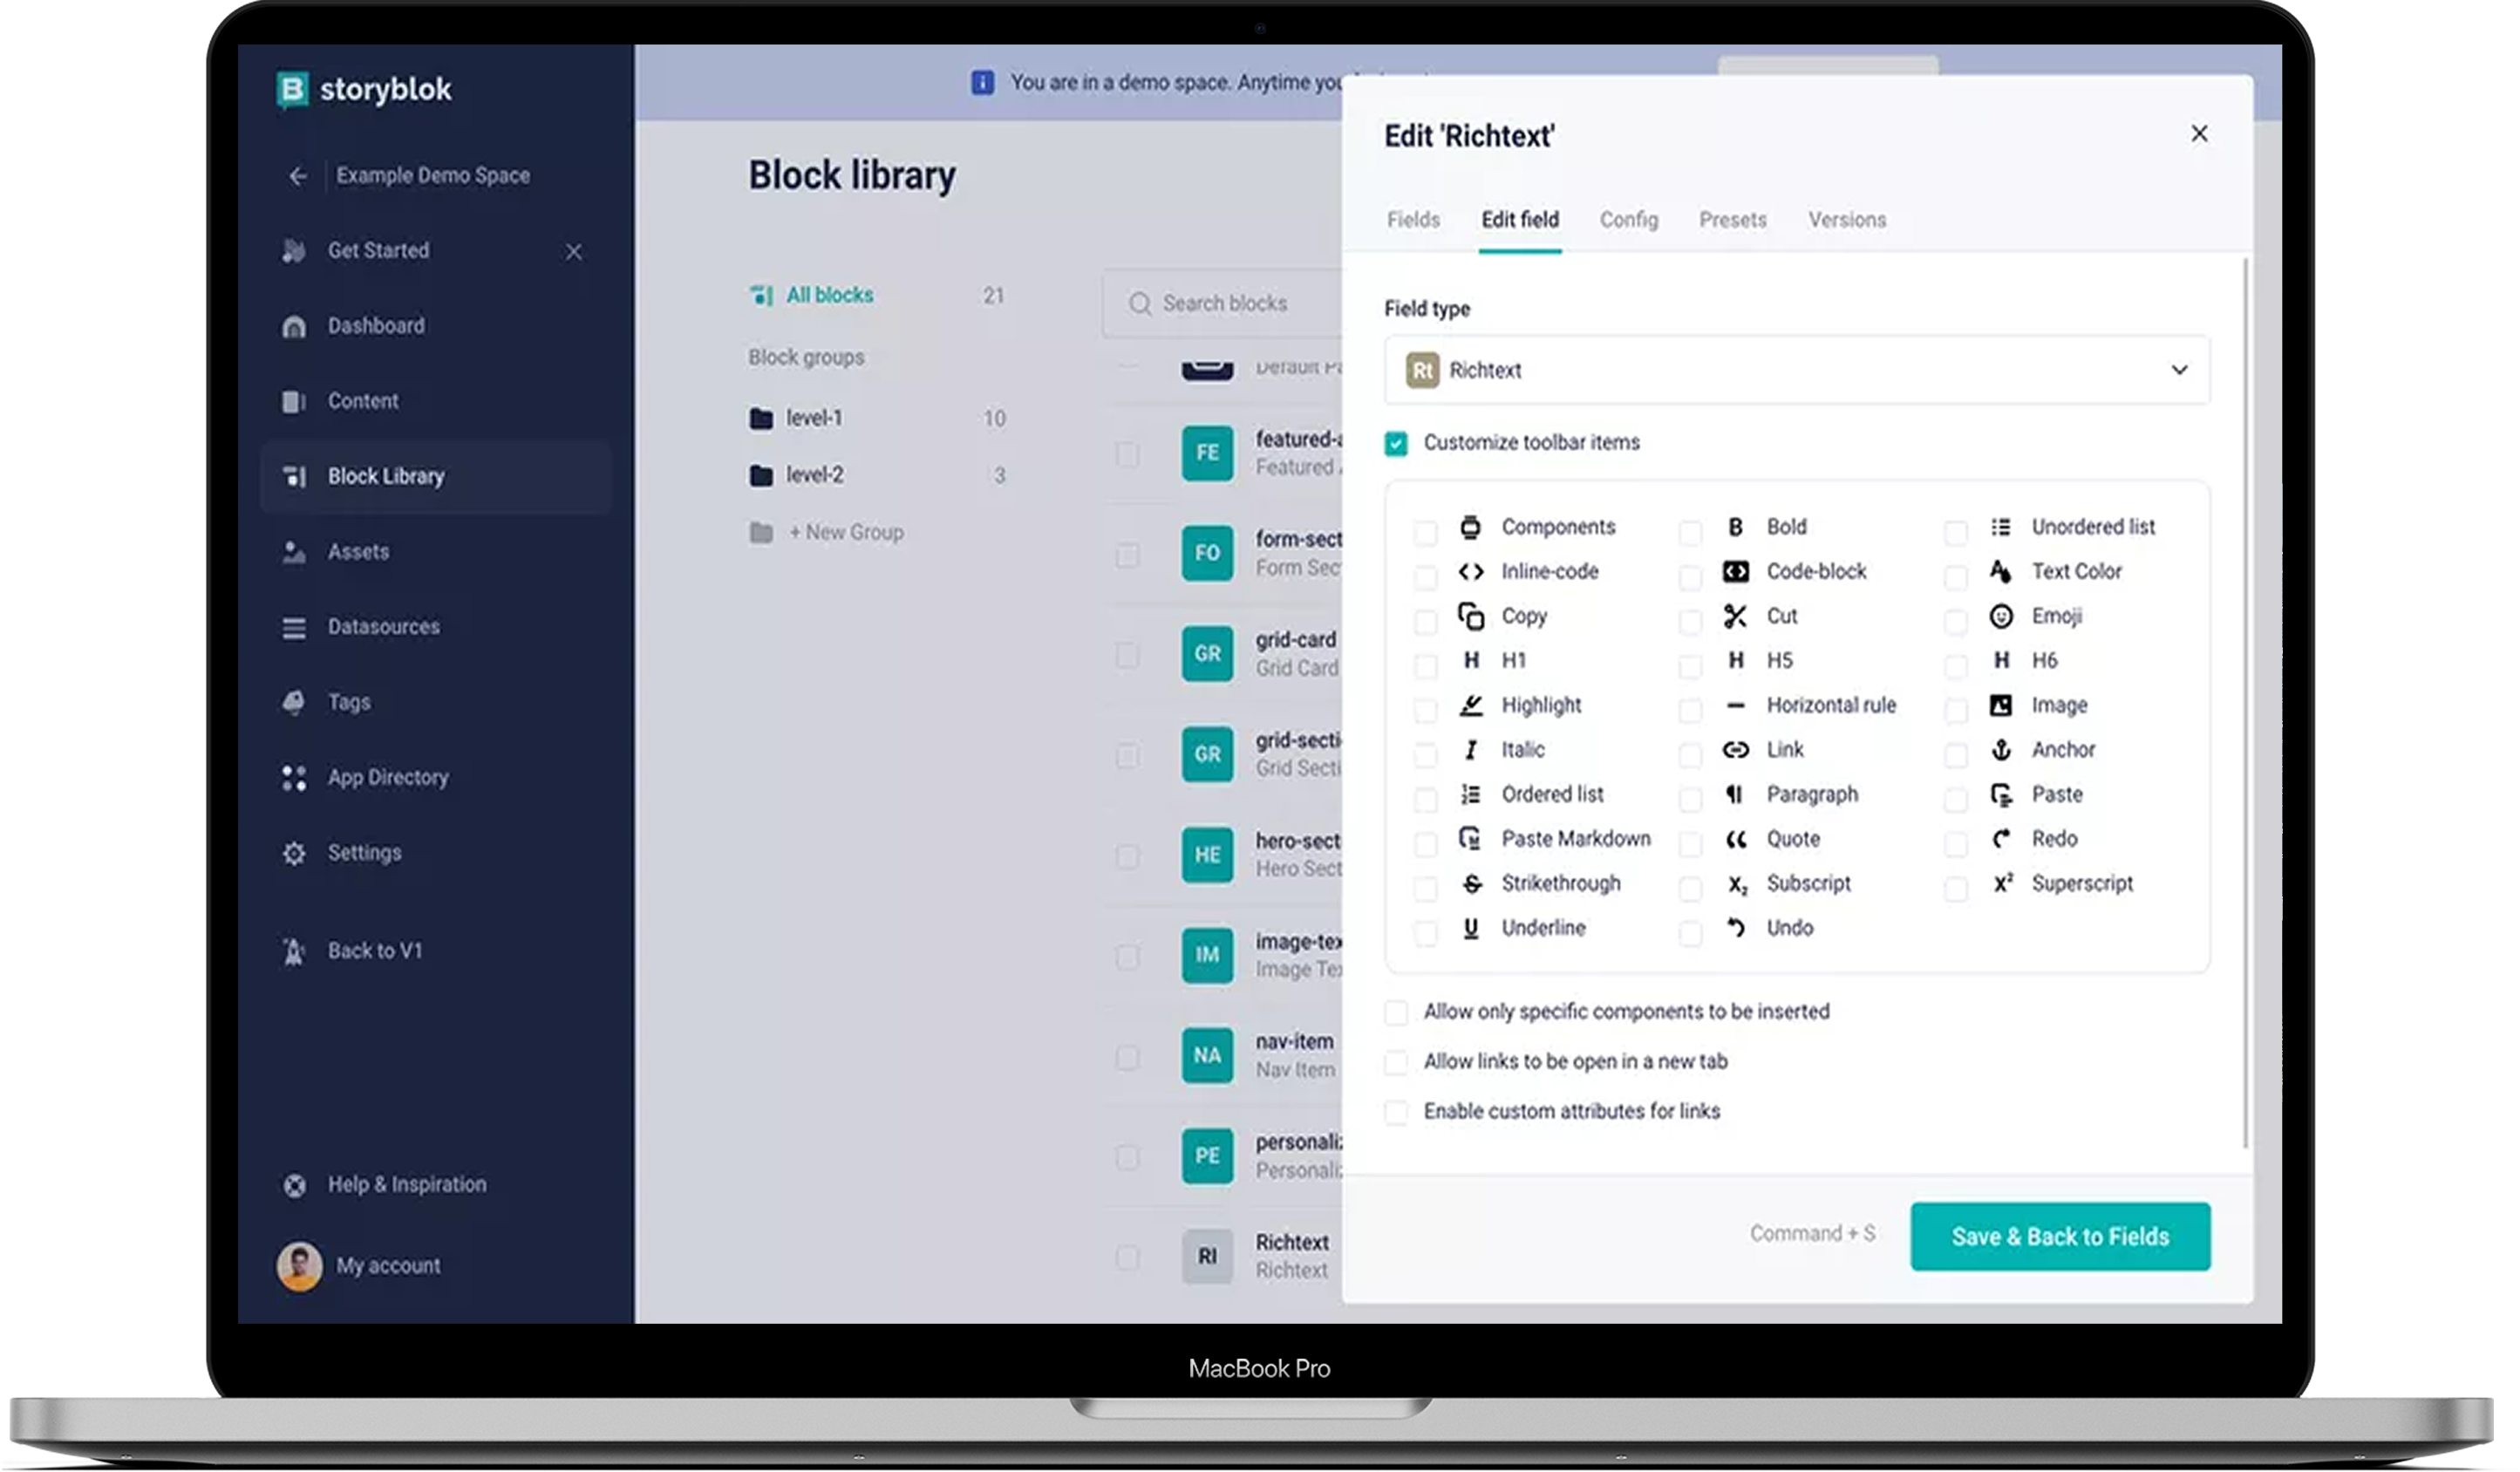 B storyblok
Example Demo Space
Get Started
Dashboard
Content
Block Library
Assets
Datasources
Tags
App Directory
Settings
Back to V1
Help & Inspiration
My account
i You are in a demo space. Anytime you
Block library
All blocks 21
Block groups
level-1 10
level-2 3
+ New Group
Search blocks
Default
FE featured-
Featured
FO form-sect
Form Sec
GR grid-card
Grid Card
GR grid-secti
Grid Secti
HE hero-sect
Hero Sect
IM image-tex
Image Tex
NA nav-item
Nav Item
PE personali
Personali
RI Richtext
Richtext
Edit 'Richtext'
Fields Edit field Config Presets Versions
Field type
Rt Richtext
Customize toolbar items
Components B Bold Unordered list
Inline-code Code-block Text Color
Copy Cut Emoji
H H1 H H5 H H6
Highlight Horizontal rule Image
I Italic Link Anchor
Ordered list Paragraph Paste
Paste Markdown Quote Redo
Strikethrough X₂ Subscript X² Superscript
U Underline Undo
Allow only specific components to be inserted
Allow links to be open in a new tab
Enable custom attributes for links
Command + S Save & Back to Fields
MacBook Pro